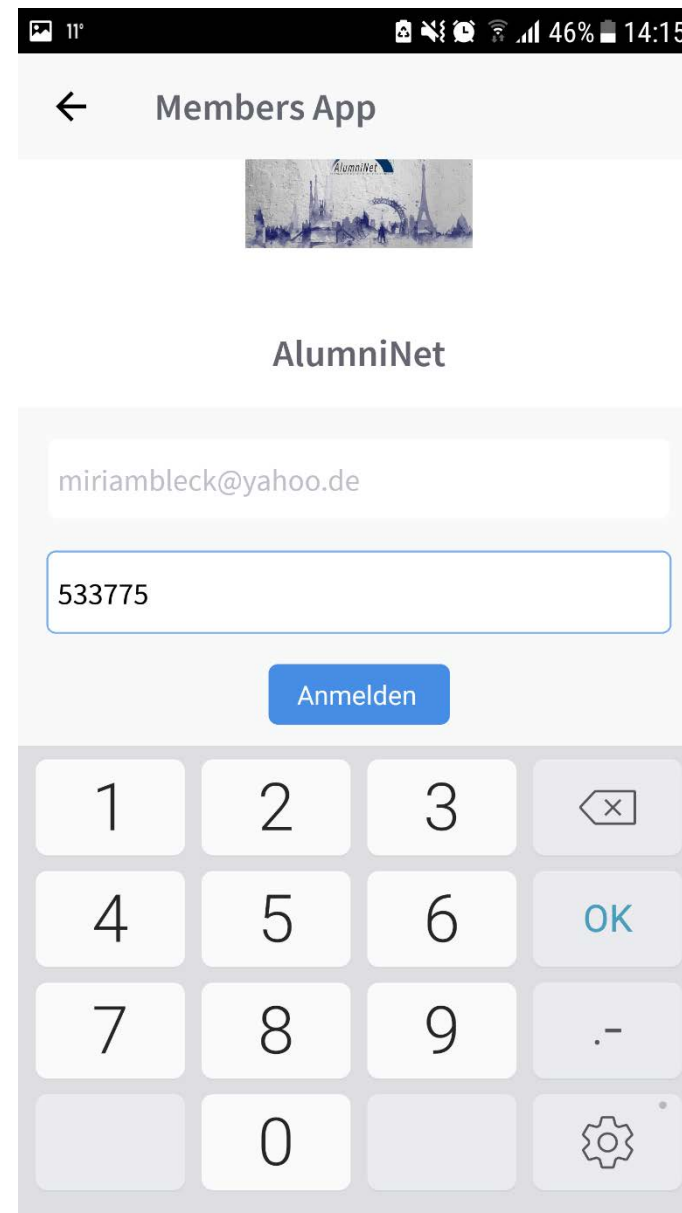 11° 46% 14:15
Members App
AlumniNet
AlumniNet
miriambleck@yahoo.de
533775
Anmelden
1 2 3
4 5 6 OK
7 8 9 .-
0